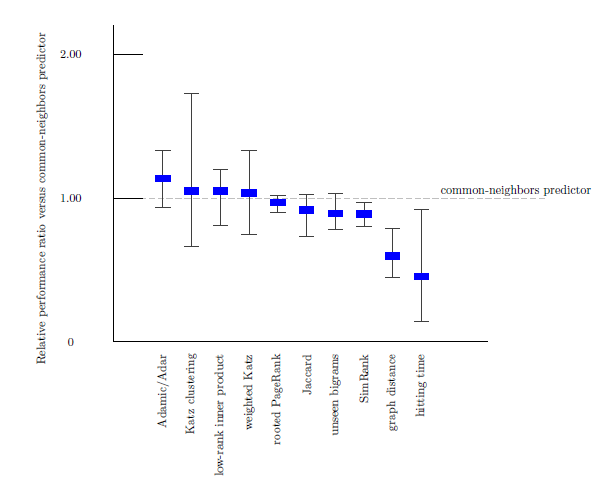 Relative performance ratio versus common-neighbors predictor
2.00
1.00
0
common-neighbors predictor
Adamic/Adar
Katz clustering
low-rank inner product
weighted Katz
rooted PageRank
Jaccard
unseen bigrams
SimRank
graph distance
hitting time